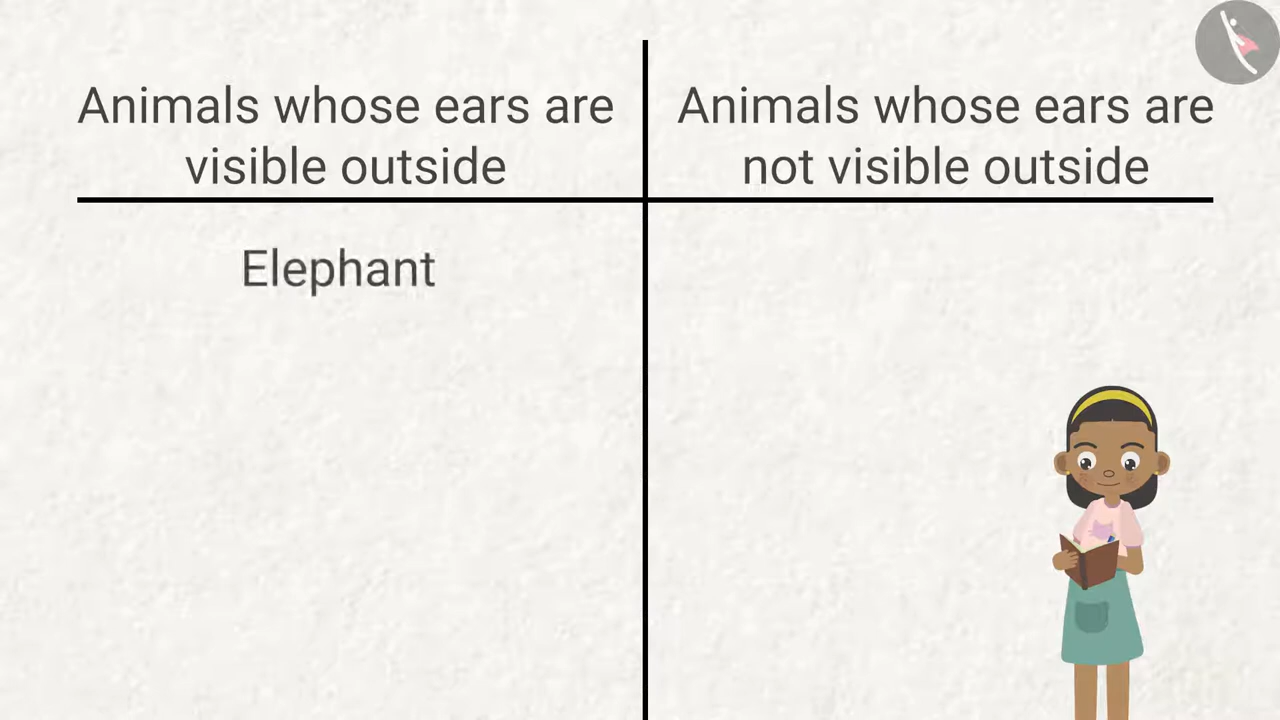 Animals whose ears are
visible outside
Animals whose ears are
not visible outside
Elephant